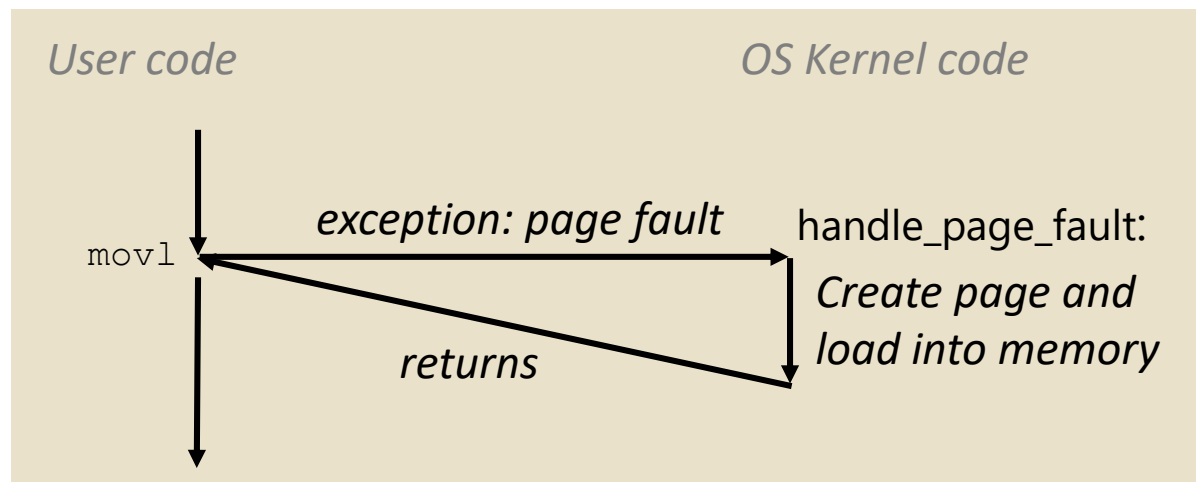 User code
OS Kernel code
exception: page fault
handle_page_fault:
movl
Create page and
load into memory
returns